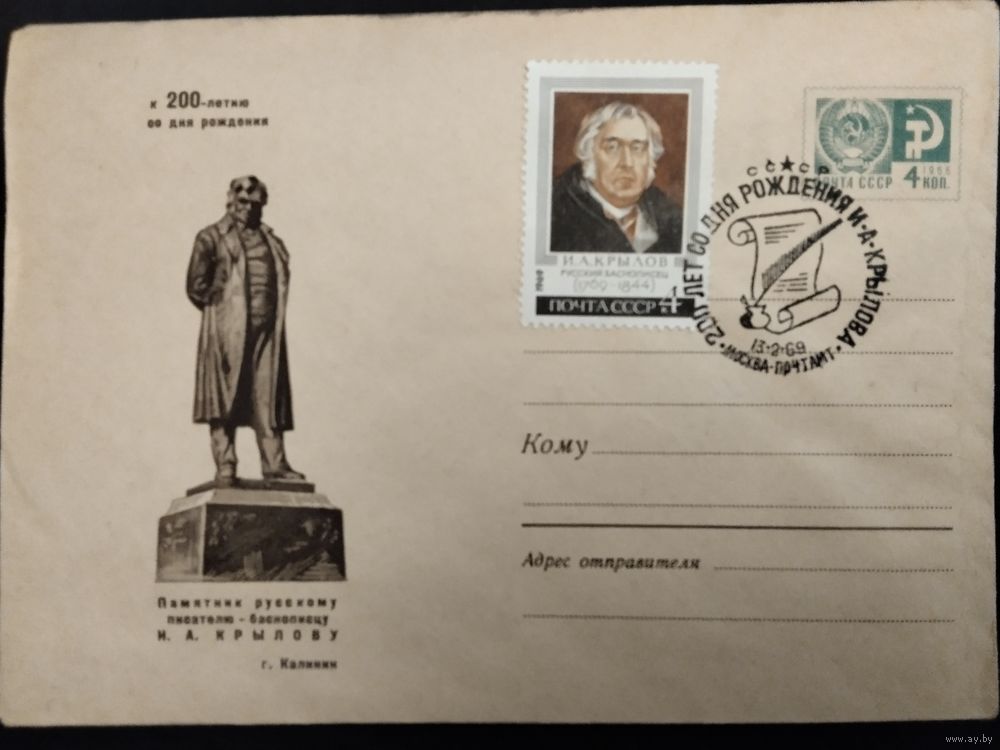 к 200-летию
со дня рождения
И.А.КРЫЛОВ
РУССКИЙ БАСНОПИСЕЦ
(1769-1844)
1969
ПОЧТА СССР 4
ПОЧТА СССР 4 КОП.
1966
СССР
200 ЛЕТ СО ДНЯ РОЖДЕНИЯ И·А·КРЫЛОВА
13·2·69
МОСКВА-ПОЧТАМТ
Кому
Адрес отправителя
Памятник русскому
писателю - баснописцу
И. А. КРЫЛОВУ
г. Калинин
www.ay.by